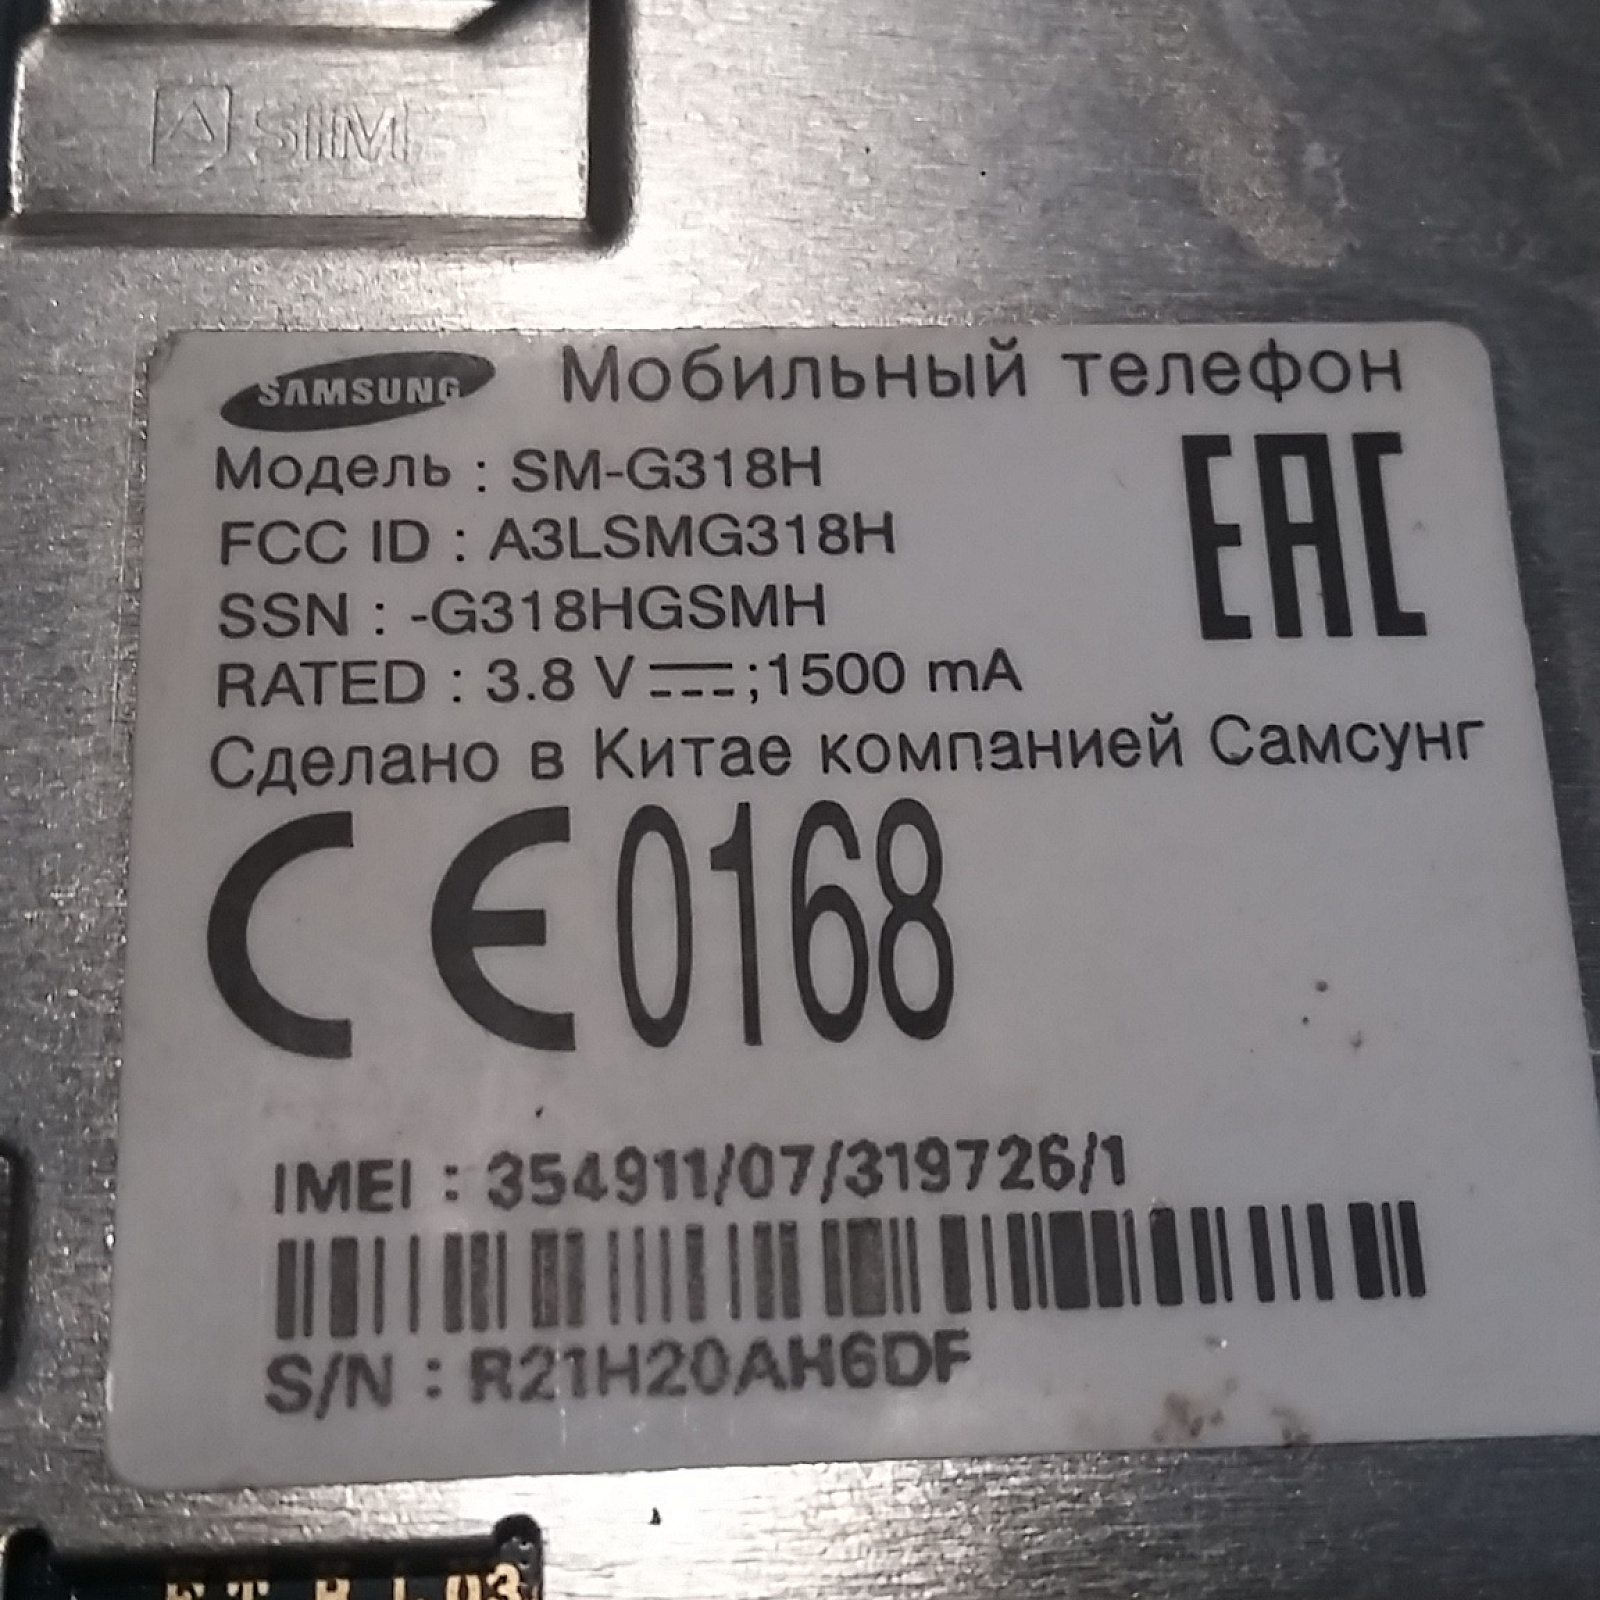 SIM
SAMSUNG Мобильный телефон
Модель : SM-G318H
FCC ID : A3LSMG318H
SSN : -G318HGSMH
RATED : 3.8 V ⎓;1500 mA
EAC
Сделано в Китае компанией Самсунг
CE0168
IMEI : 354911/07/319726/1
S/N : R21H20AH6DF